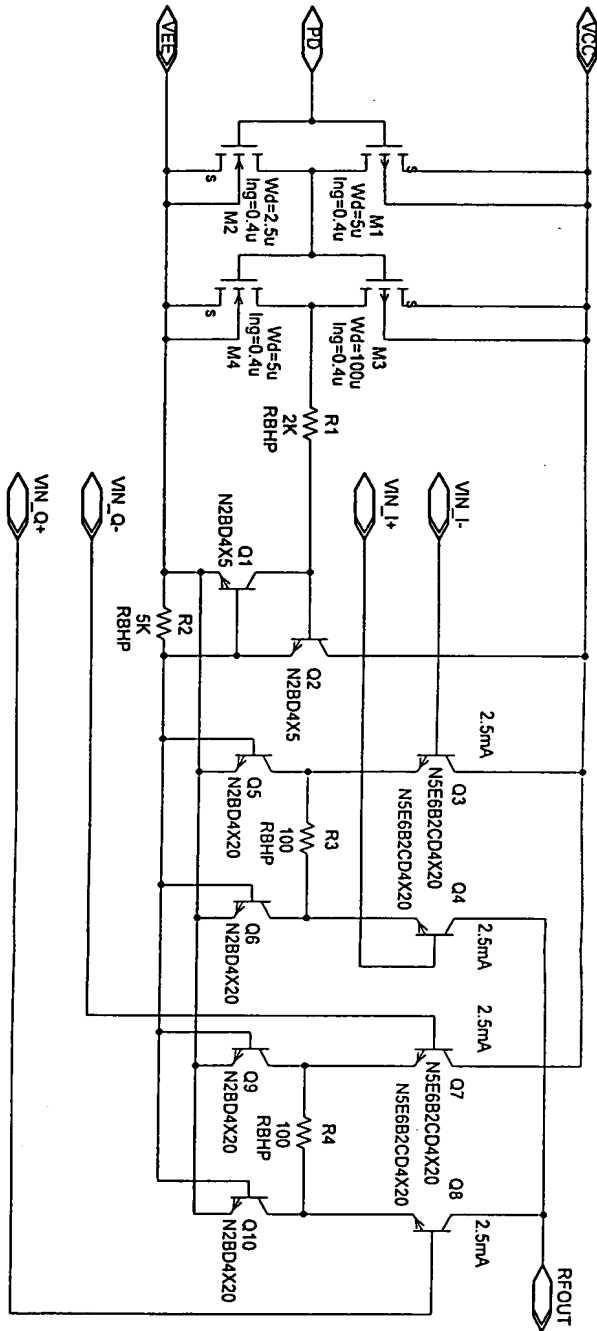 VCC
PD
VEE
s
M1
Wd=5u
lng=0.4u
Wd=2.5u
lng=0.4u
M2
s
s
M3
Wd=100u
lng=0.4u
Wd=5u
lng=0.4u
M4
s
R1
2K
RBHP
VIN_I-
VIN_I+
VIN_Q-
VIN_Q+
Q1
N2BD4X5
R2
5K
RBHP
Q2
N2BD4X5
2.5mA
Q3
N5E6B2CD4X20
Q5
N2BD4X20
R3
100
RBHP
Q4
N5E6B2CD4X20
2.5mA
Q6
N2BD4X20
2.5mA
Q7
N5E6B2CD4X20
Q9
N2BD4X20
R4
100
RBHP
Q8
N5E6B2CD4X20
2.5mA
Q10
N2BD4X20
RFOUT